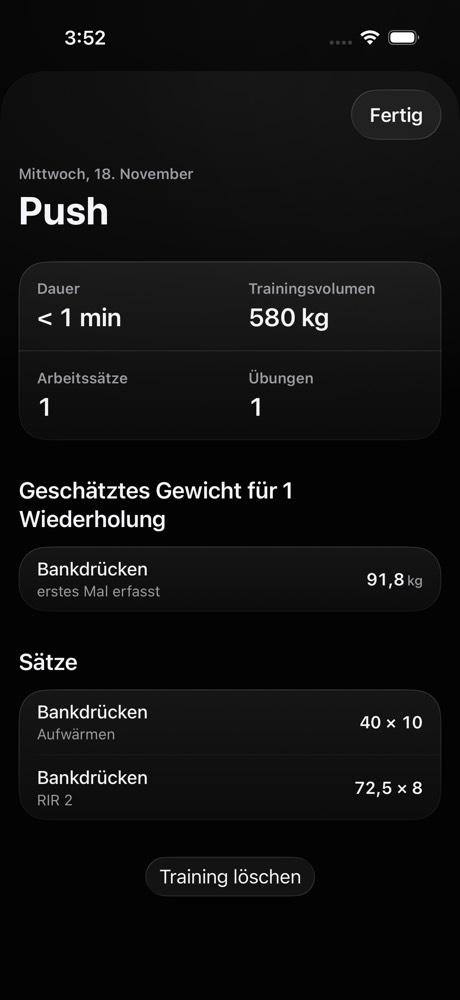 3:52
Fertig
Mittwoch, 18. November
Push
Dauer
< 1 min
Trainingsvolumen
580 kg
Arbeitssätze
1
Übungen
1
Geschätztes Gewicht für 1
Wiederholung
Bankdrücken
erstes Mal erfasst
91,8 kg
Sätze
Bankdrücken
Aufwärmen
40 × 10
Bankdrücken
RIR 2
72,5 × 8
Training löschen